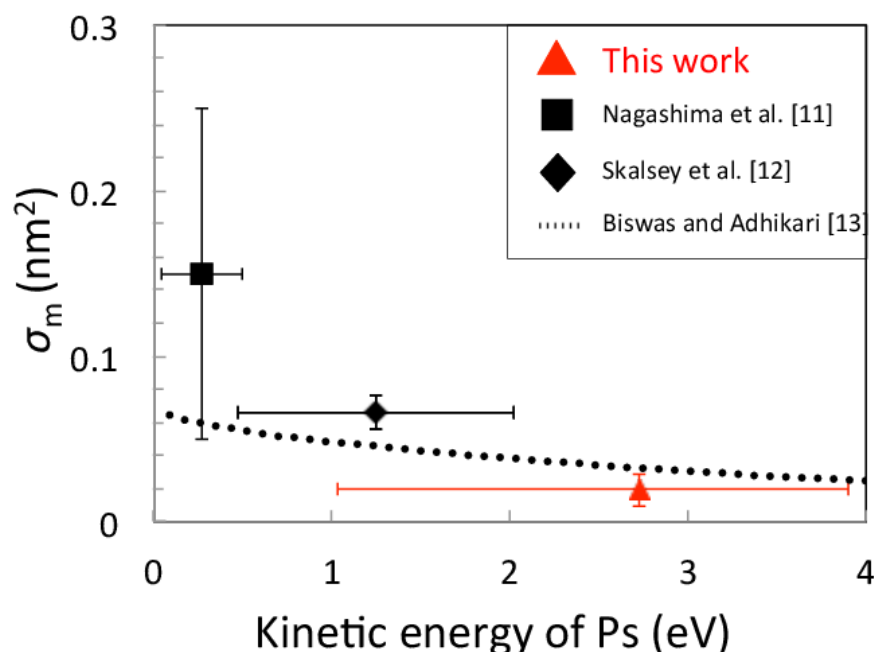 0.3
0.2
0.1
0
σm (nm²)
This work
Nagashima et al. [11]
Skalsey et al. [12]
Biswas and Adhikari [13]
0 1 2 3 4
Kinetic energy of Ps (eV)